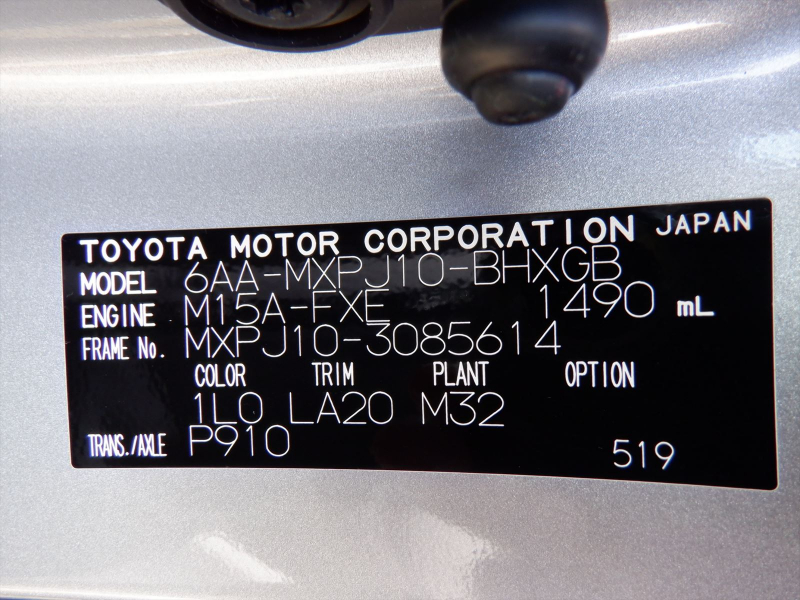 TOYOTA MOTOR CORPORATION JAPAN
MODEL 6AA-MXPJ10-BHXGB
ENGINE M15A-FXE 1490 mL
FRAME No. MXPJ10-3085614
COLOR TRIM PLANT OPTION
1L0 LA20 M32
TRANS./AXLE P910 519